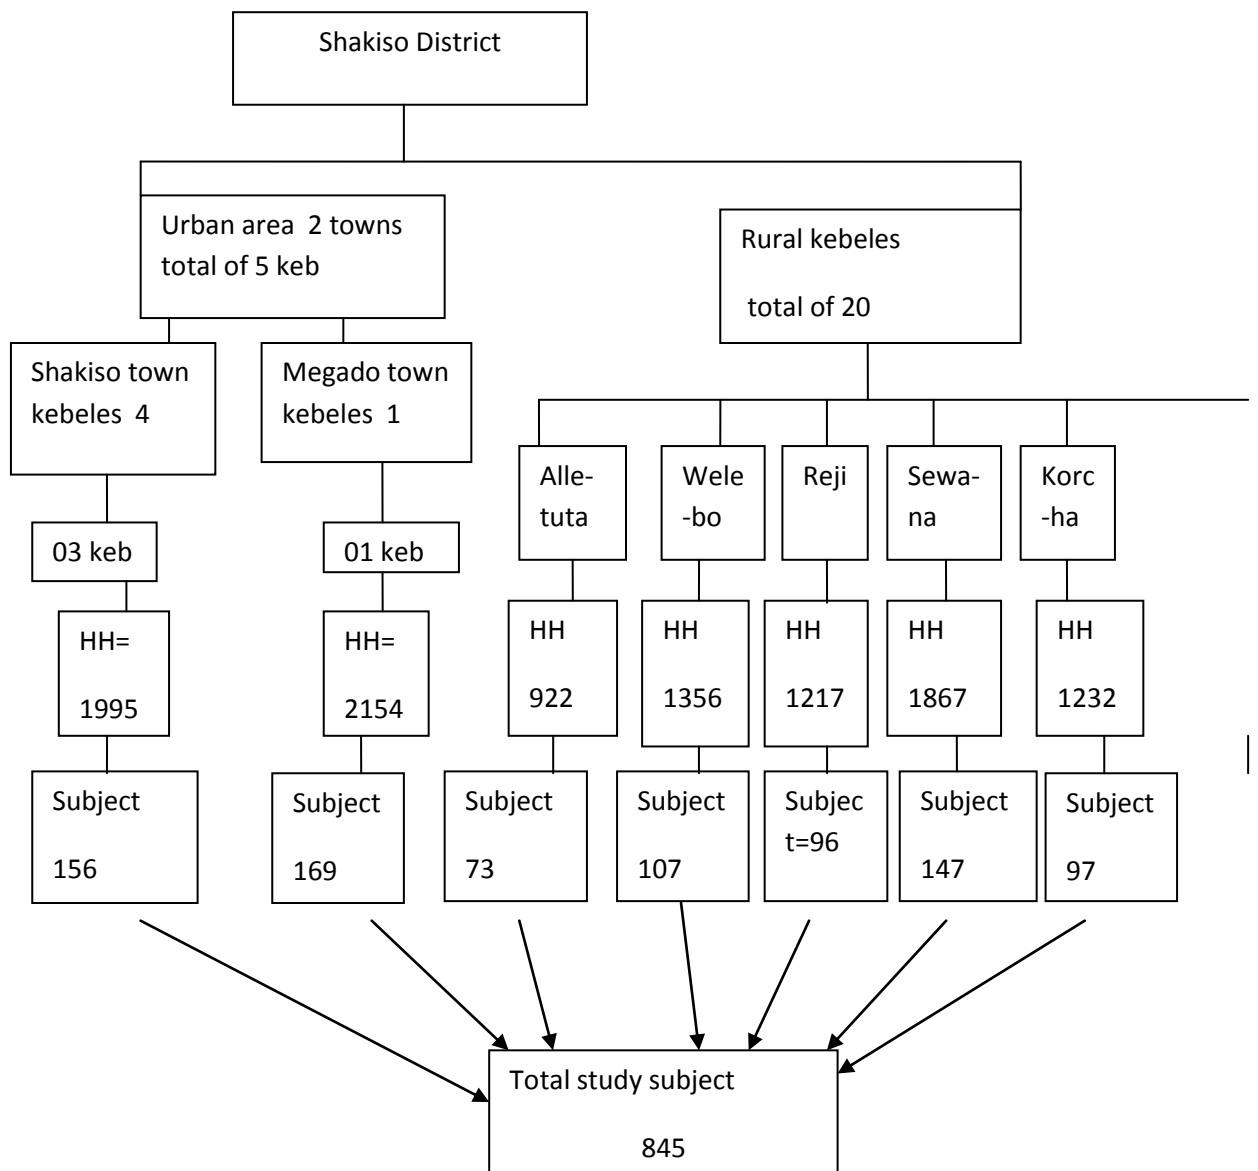 Shakiso District
Urban area 2 towns
total of 5 keb
Rural kebeles
total of 20
Shakiso town
kebeles 4
Megado town
kebeles 1
Alle-
tuta
Wele
-bo
Reji
Sewa-
na
Korc
-ha
03 keb
01 keb
HH=
1995
HH=
2154
HH
922
HH
1356
HH
1217
HH
1867
HH
1232
Subject
156
Subject
169
Subject
73
Subject
107
Subjec
t=96
Subject
147
Subject
97
Total study subject
845